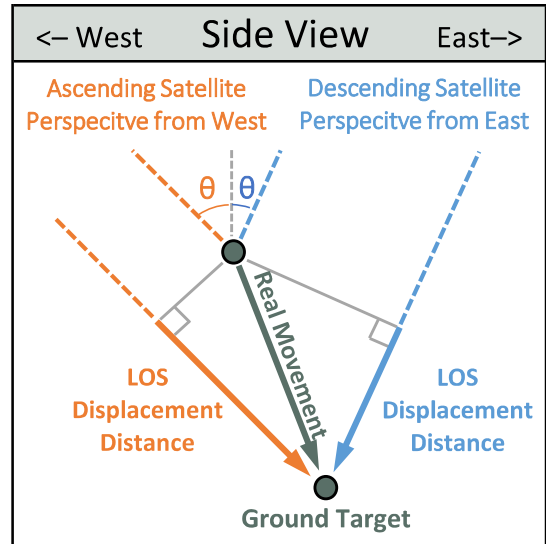 <– West
Side View
East–>
Ascending Satellite
Perspecitve from West
Descending Satellite
Perspecitve from East
θ
θ
Real Movement
LOS
Displacement
Distance
LOS
Displacement
Distance
Ground Target